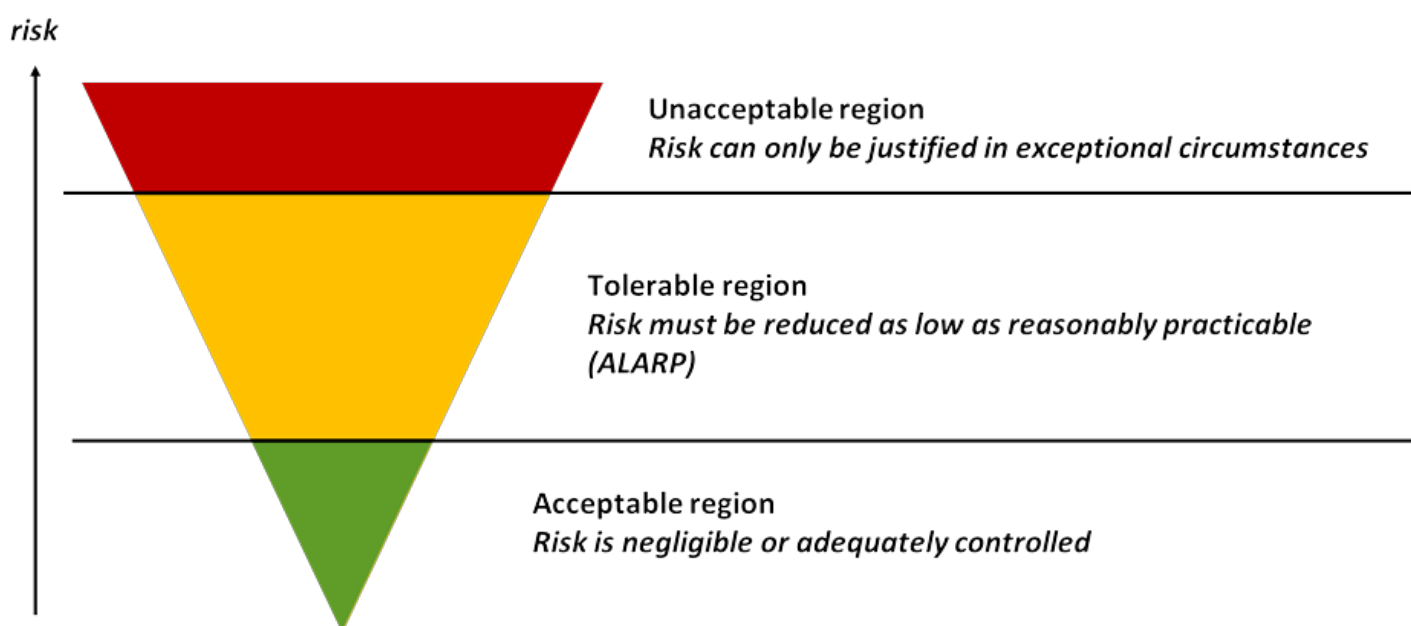 risk
Unacceptable region
Risk can only be justified in exceptional circumstances
Tolerable region
Risk must be reduced as low as reasonably practicable
(ALARP)
Acceptable region
Risk is negligible or adequately controlled